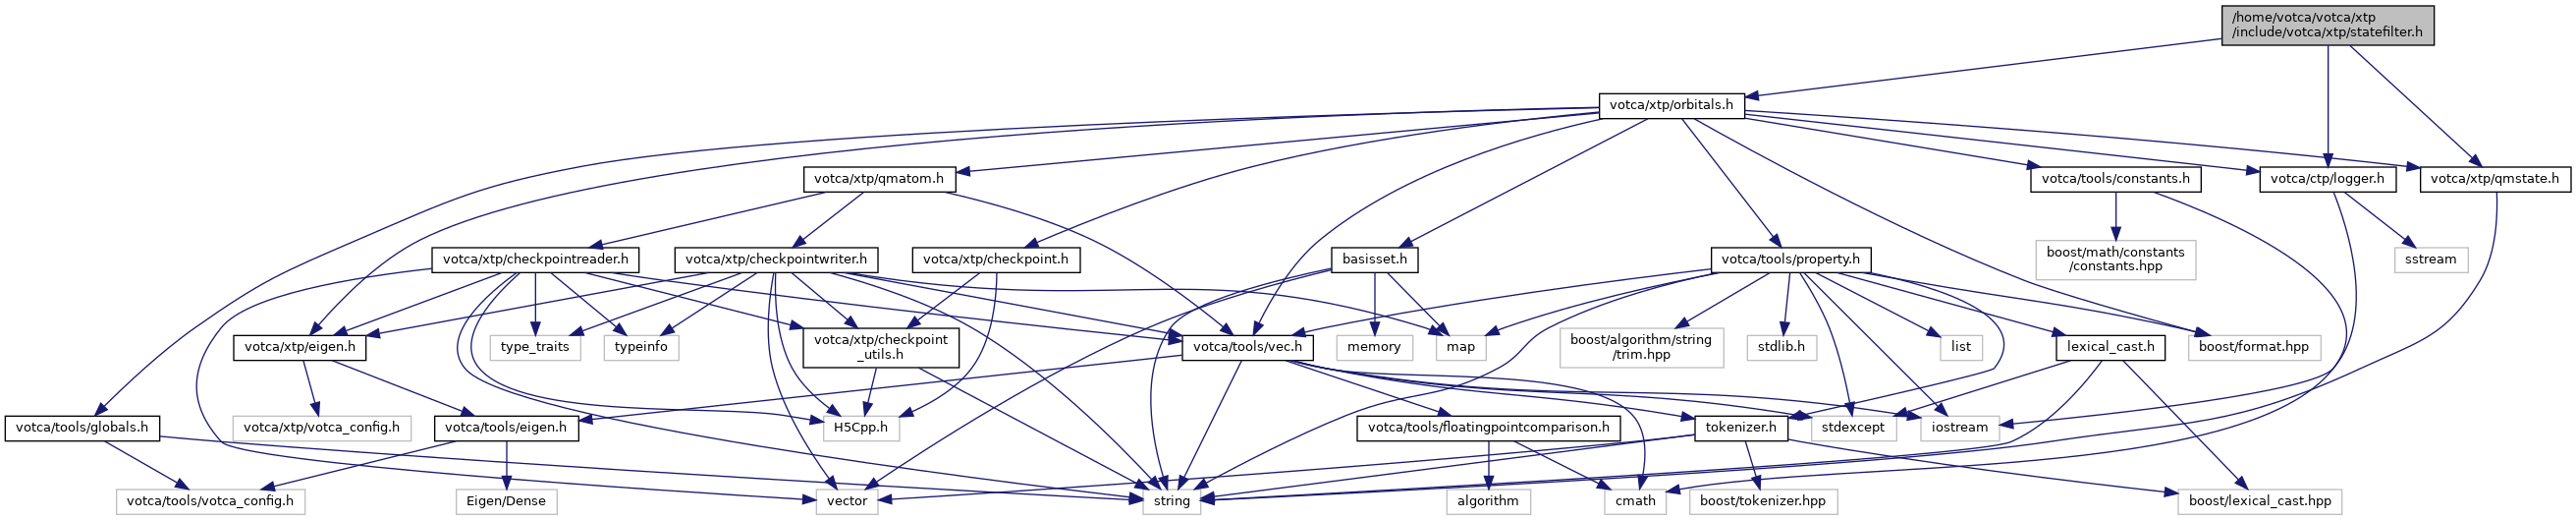 /home/votca/votca/xtp
/include/votca/xtp/statefilter.h
votca/xtp/orbitals.h
votca/xtp/qmatom.h
votca/tools/constants.h
votca/ctp/logger.h
votca/xtp/qmstate.h
votca/xtp/checkpointreader.h
votca/xtp/checkpointwriter.h
votca/xtp/checkpoint.h
basisset.h
votca/tools/property.h
boost/math/constants
/constants.hpp
sstream
votca/xtp/eigen.h
type_traits
typeinfo
votca/xtp/checkpoint
_utils.h
votca/tools/vec.h
memory
map
boost/algorithm/string
/trim.hpp
stdlib.h
list
lexical_cast.h
boost/format.hpp
votca/tools/globals.h
votca/xtp/votca_config.h
votca/tools/eigen.h
H5Cpp.h
votca/tools/floatingpointcomparison.h
tokenizer.h
stdexcept
iostream
votca/tools/votca_config.h
Eigen/Dense
vector
string
algorithm
cmath
boost/tokenizer.hpp
boost/lexical_cast.hpp